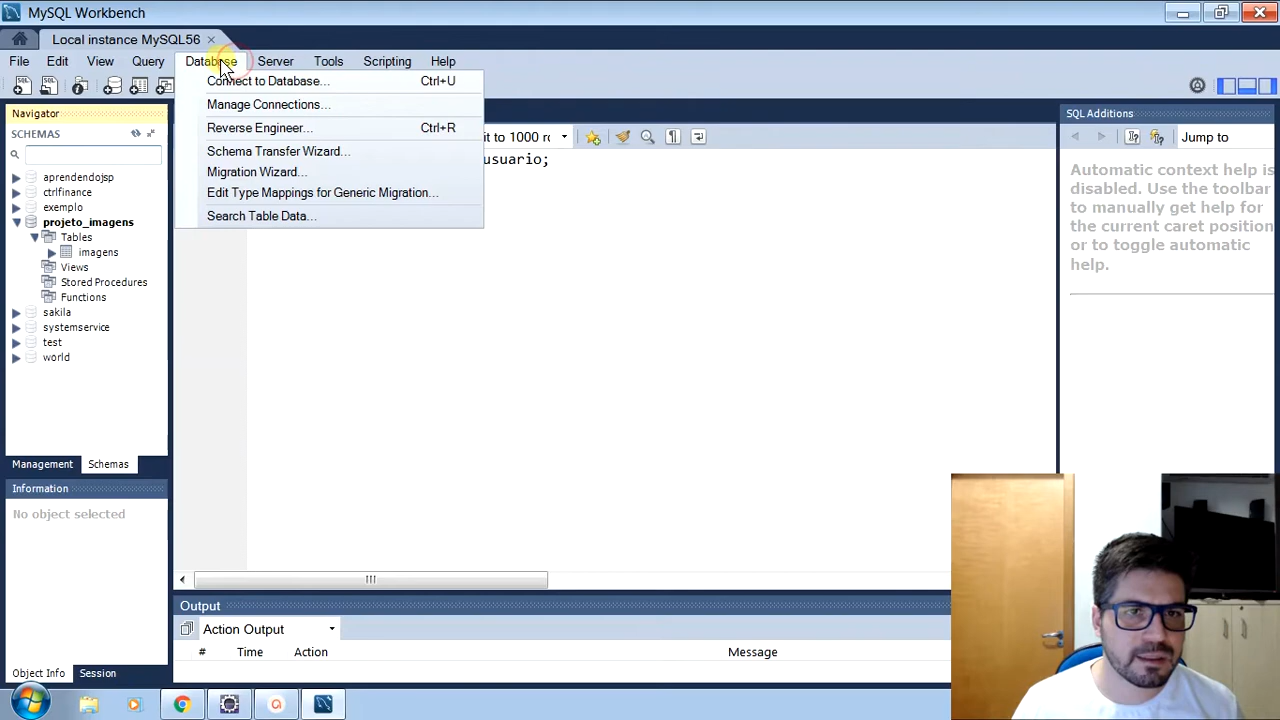 MySQL Workbench
Local instance MySQL56
File Edit View Query Database Server Tools Scripting Help
Connect to Database... Ctrl+U
Manage Connections...
Reverse Engineer... Ctrl+R
Schema Transfer Wizard...
Migration Wizard...
Edit Type Mappings for Generic Migration...
Search Table Data...
Navigator
SCHEMAS
aprendendojsp
ctrlfinance
exemplo
projeto_imagens
Tables
imagens
Views
Stored Procedures
Functions
sakila
systemservice
test
world
Management Schemas
Information
No object selected
Object Info Session
it to 1000 ro
usuario;
SQL Additions
Jump to
Automatic context help is
disabled. Use the toolbar
to manually get help for
the current caret position
or to toggle automatic
help.
Output
Action Output
# Time Action Message